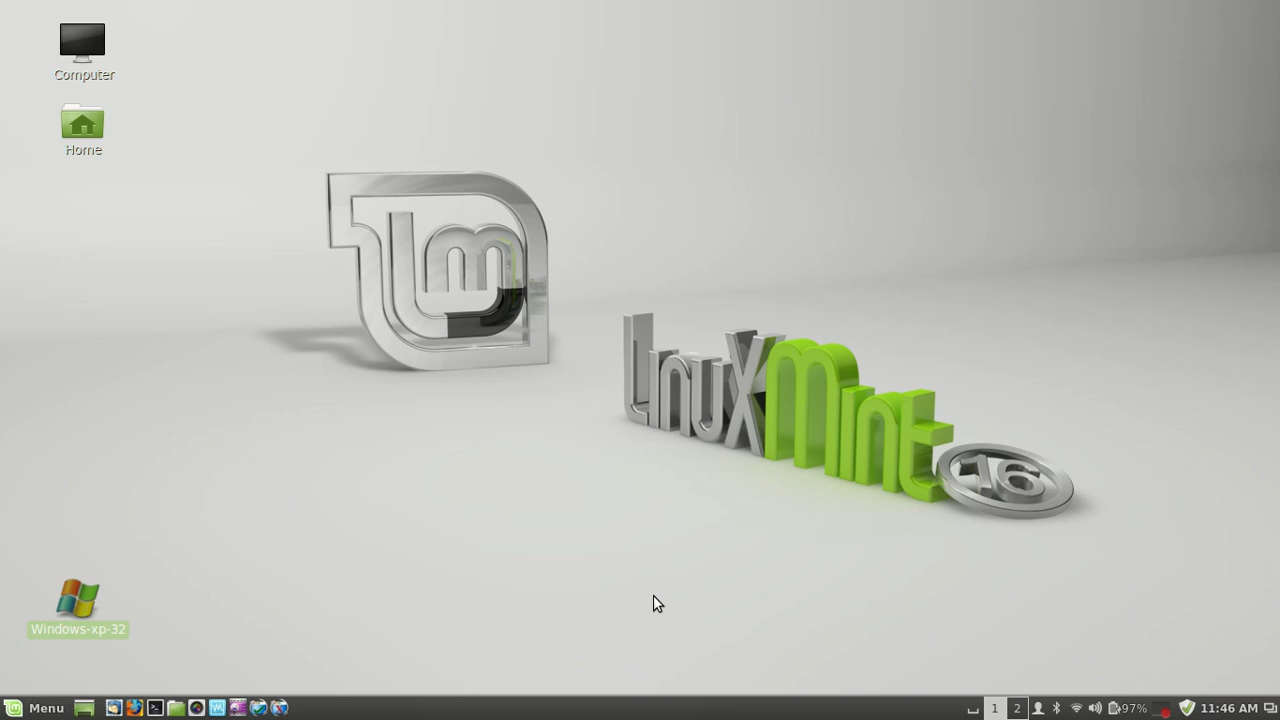 Computer
Home
lm
LinuxMint
16
Windows-xp-32
Menu
1
2
97%
11:46 AM